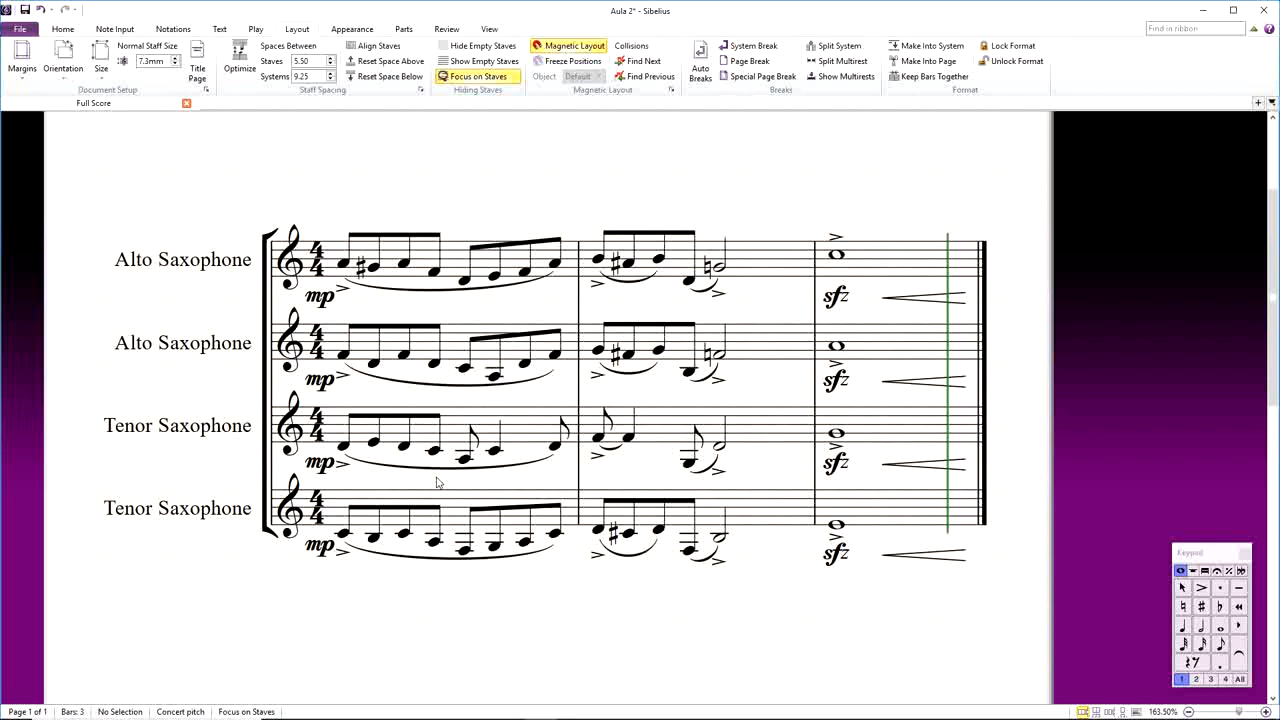 Aula 2* - Sibelius
File Home Note Input Notations Text Play Layout Appearance Parts Review View Find in ribbon
Margins Orientation Size Normal Staff Size 7.3mm Title Page Document Setup
Optimize Spaces Between Staves 5.50 Systems 9.25 Align Staves Reset Space Above Reset Space Below Staff Spacing
Hide Empty Staves Show Empty Staves Focus on Staves Hiding Staves
Magnetic Layout Freeze Positions Object Default Collisions Find Next Find Previous Magnetic Layout
Auto Breaks System Break Page Break Special Page Break Split System Split Multirest Show Multirests Breaks
Make Into System Make Into Page Keep Bars Together Lock Format Unlock Format Format
Full Score
Alto Saxophone
mp sfz
Alto Saxophone
mp sfz
Tenor Saxophone
mp sfz
Tenor Saxophone
mp sfz
Keypad
1 2 3 4 All
Page 1 of 1 Bars: 3 No Selection Concert pitch Focus on Staves 163.50%